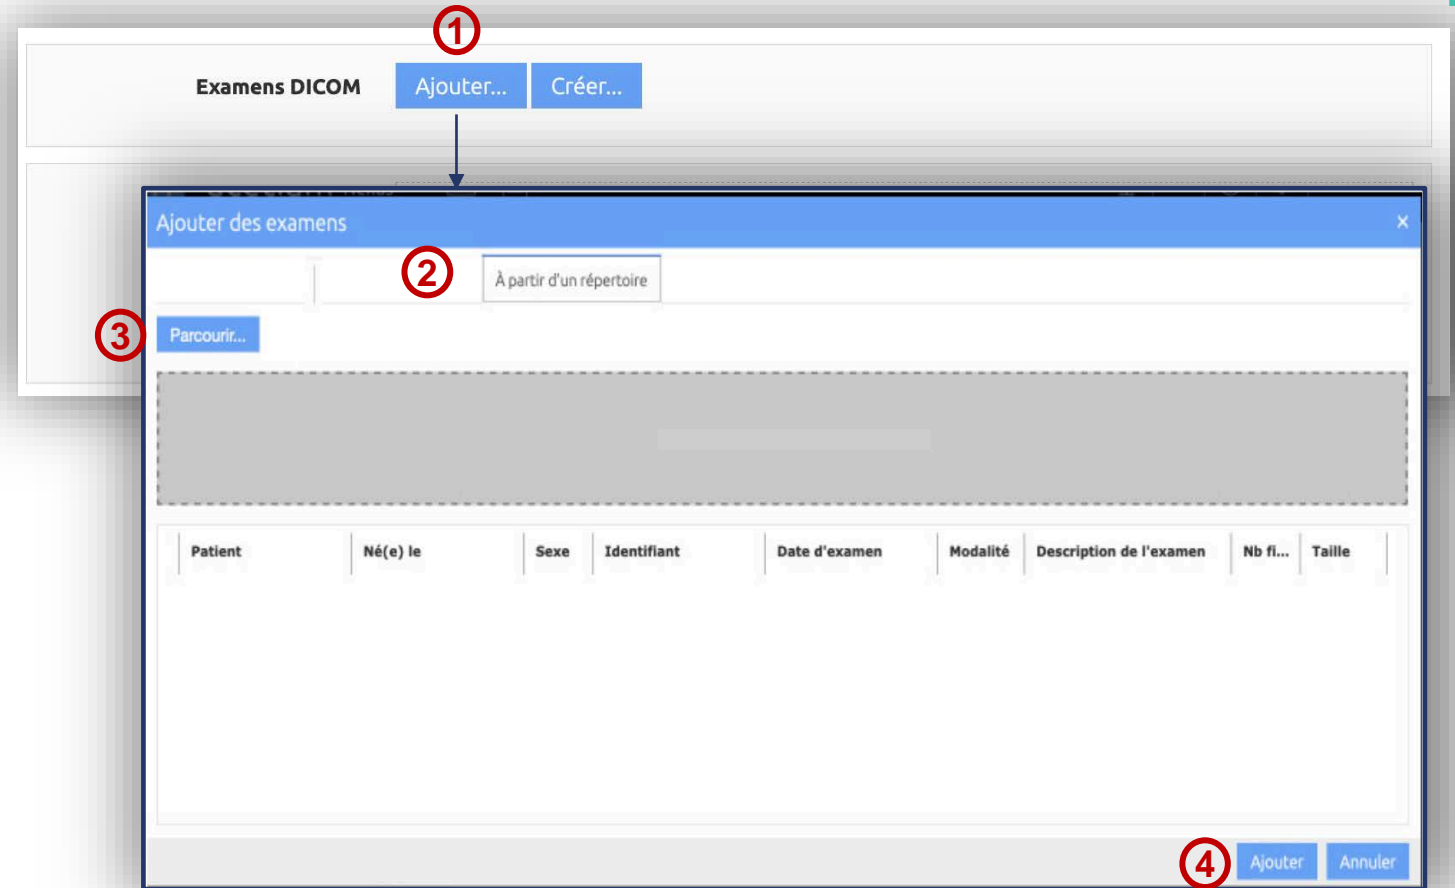 1
Examens DICOM Ajouter... Créer...
Ajouter des examens ×
2 À partir d'un répertoire
3 Parcourir...
Patient Né(e) le Sexe Identifiant Date d'examen Modalité Description de l'examen Nb fi... Taille
4 Ajouter Annuler